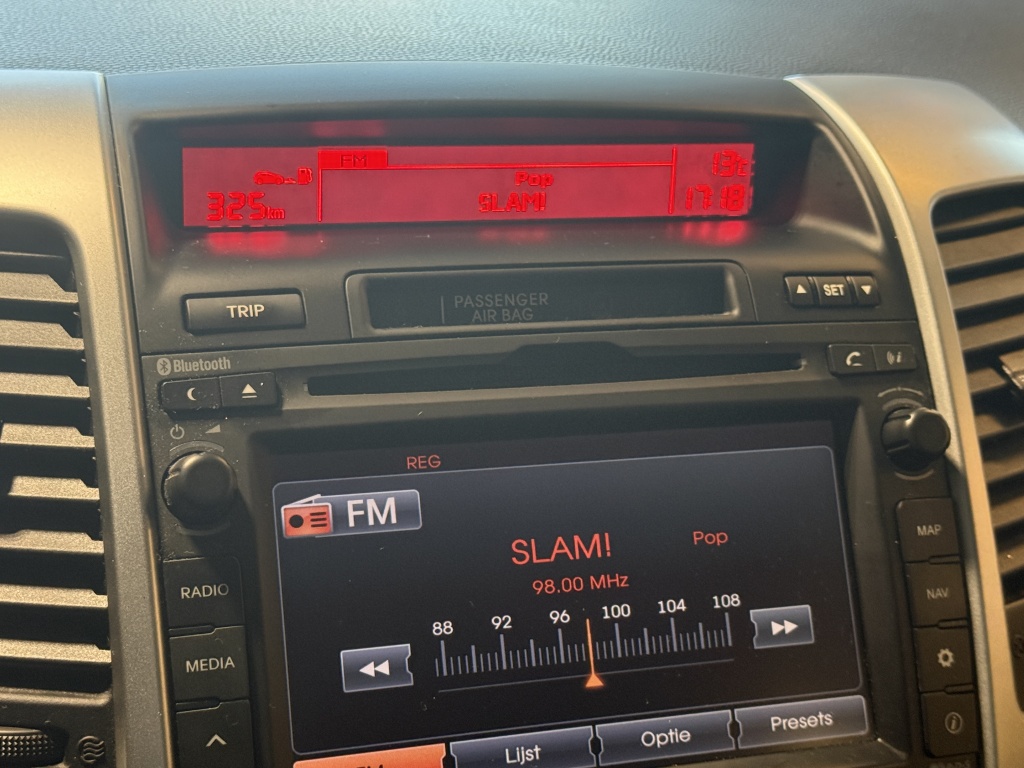 FM
Pop
13°C
325km
SLAM!
17:18
PASSENGER
AIR BAG
TRIP
SET
Bluetooth
REG
FM
SLAM!
Pop
98.00 MHz
88 92 96 100 104 108
RADIO
MEDIA
MAP
NAV
Lijst
Optie
Presets